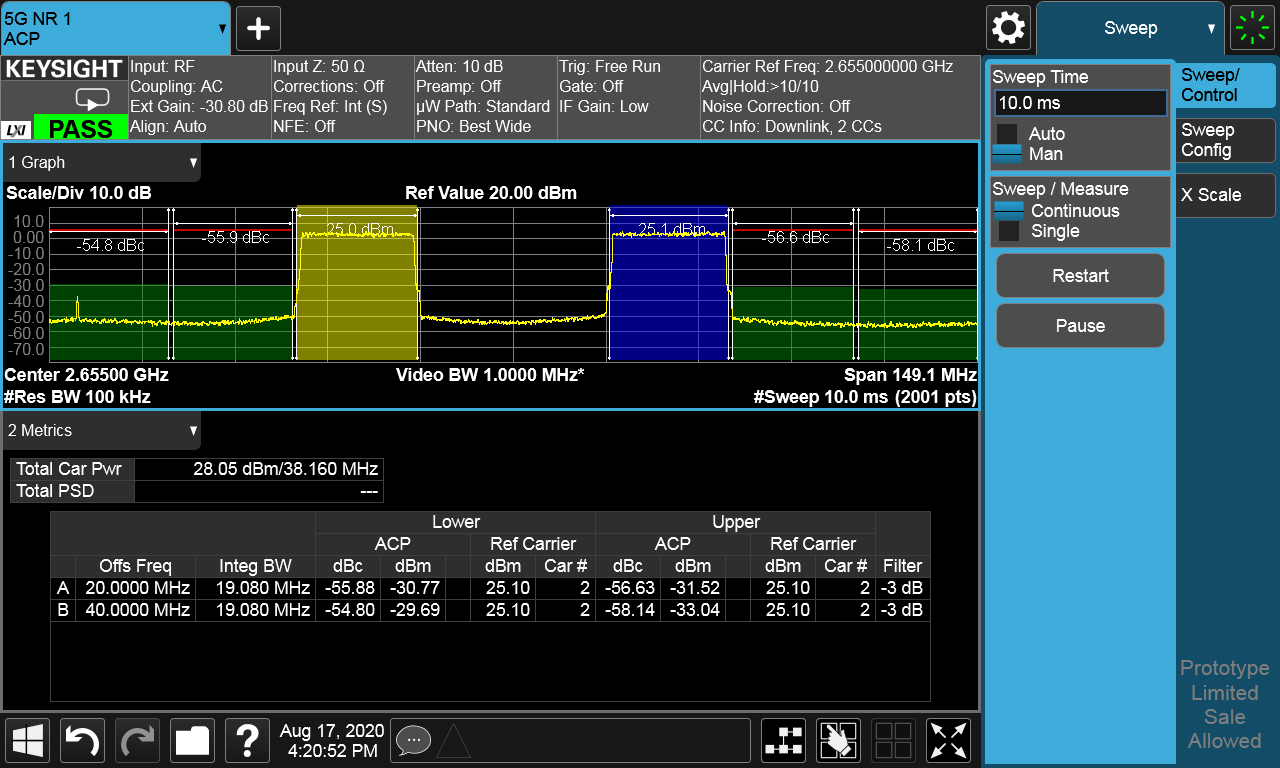 5G NR 1
ACP
Sweep
KEYSIGHT
LXI
PASS
Input: RF
Coupling: AC
Ext Gain: -30.80 dB
Align: Auto
Input Z: 50 Ω
Corrections: Off
Freq Ref: Int (S)
NFE: Off
Atten: 10 dB
Preamp: Off
µW Path: Standard
PNO: Best Wide
Trig: Free Run
Gate: Off
IF Gain: Low
Carrier Ref Freq: 2.655000000 GHz
Avg|Hold:>10/10
Noise Correction: Off
CC Info: Downlink, 2 CCs
1 Graph
Scale/Div 10.0 dB
Ref Value 20.00 dBm
10.0
0.00
-10.0
-20.0
-30.0
-40.0
-50.0
-60.0
-70.0
-54.8 dBc
-55.9 dBc
25.0 dBm
25.1 dBm
-56.6 dBc
-58.1 dBc
Center 2.65500 GHz
Video BW 1.0000 MHz*
Span 149.1 MHz
#Res BW 100 kHz
#Sweep 10.0 ms (2001 pts)
2 Metrics
Total Car Pwr 28.05 dBm/38.160 MHz
Total PSD ---
Lower Upper
ACP Ref Carrier ACP Ref Carrier
Offs Freq Integ BW dBc dBm dBm Car # dBc dBm dBm Car # Filter
A 20.0000 MHz 19.080 MHz -55.88 -30.77 25.10 2 -56.63 -31.52 25.10 2 -3 dB
B 40.0000 MHz 19.080 MHz -54.80 -29.69 25.10 2 -58.14 -33.04 25.10 2 -3 dB
?
Aug 17, 2020
4:20:52 PM
Sweep Time
10.0 ms
Auto
Man
Sweep / Measure
Continuous
Single
Restart
Pause
Sweep/
Control
Sweep
Config
X Scale
Prototype
Limited
Sale
Allowed